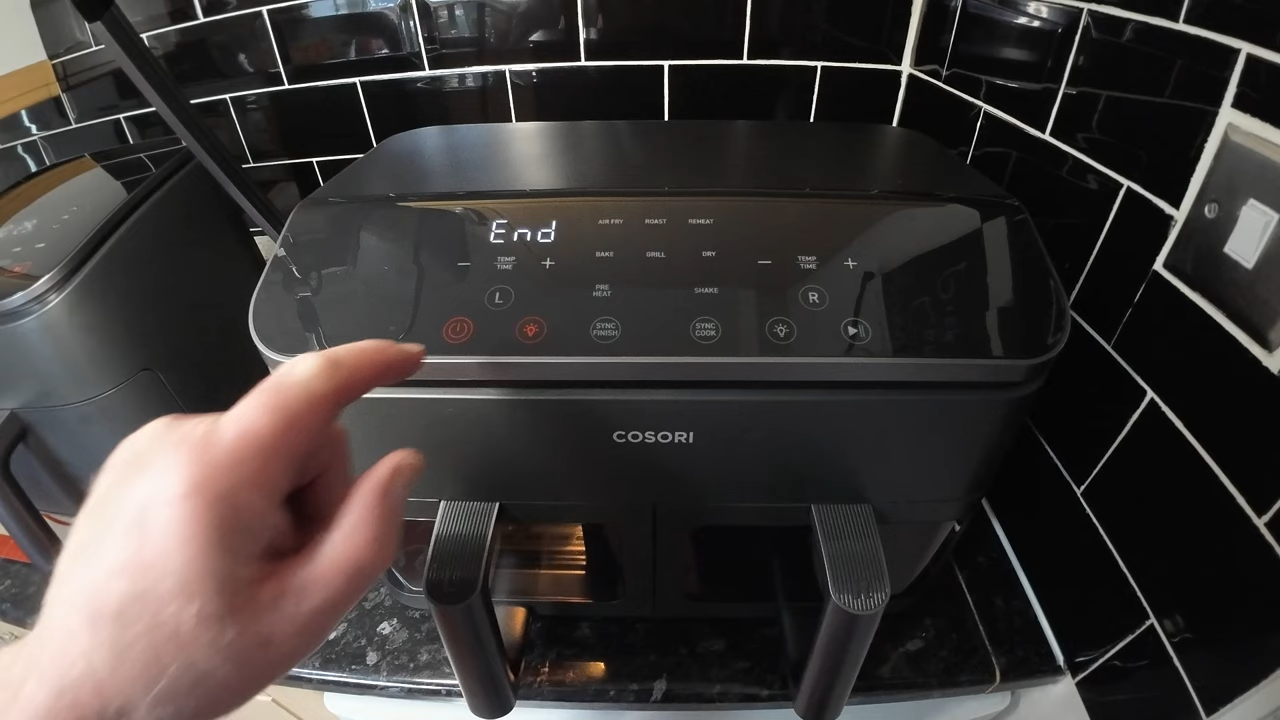 AIR FRY ROAST REHEAT
End
BAKE GRILL DRY
− TEMP + − TEMP +
TIME TIME
L PRE SHAKE R
HEAT
SYNC SYNC
FINISH COOK
COSORI